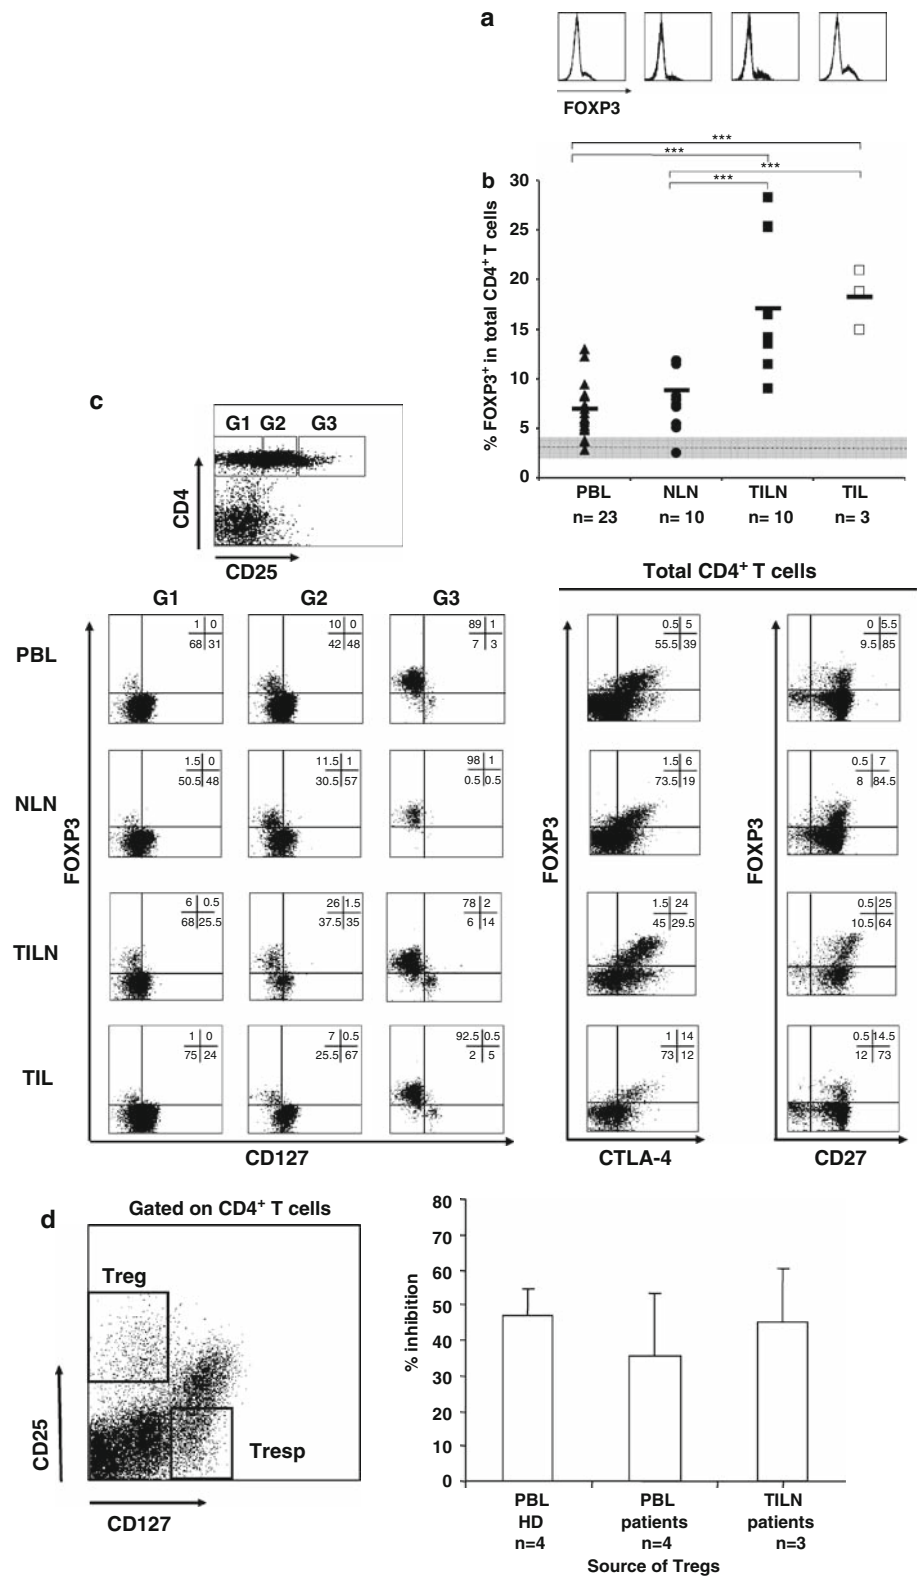 a
FOXP3
***
***
***
***
b
% FOXP3+ in total CD4+ T cells
30
25
20
15
10
5
0
PBL NLN TILN TIL
n= 23 n= 10 n= 10 n= 3
c
G1 G2 G3
CD4
CD25
Total CD4+ T cells
G1 G2 G3
PBL
1 0
68 31
10 0
42 48
89 1
7 3
0.5 5
55.5 39
0 5.5
9.5 85
NLN
1.5 0
50.5 48
11.5 1
30.5 57
98 1
0.5 0.5
1.5 6
73.5 19
0.5 7
8 84.5
FOXP3
FOXP3
FOXP3
TILN
6 0.5
68 25.5
26 1.5
37.5 35
78 2
6 14
1.5 24
45 29.5
0.5 25
10.5 64
TIL
1 0
75 24
7 0.5
25.5 67
92.5 0.5
2 5
1 14
73 12
0.5 14.5
12 73
CD127
CTLA-4
CD27
d
Gated on CD4+ T cells
Treg
Tresp
CD25
CD127
% inhibition
80
70
60
50
40
30
20
10
0
PBL PBL TILN
HD patients patients
n=4 n=4 n=3
Source of Tregs